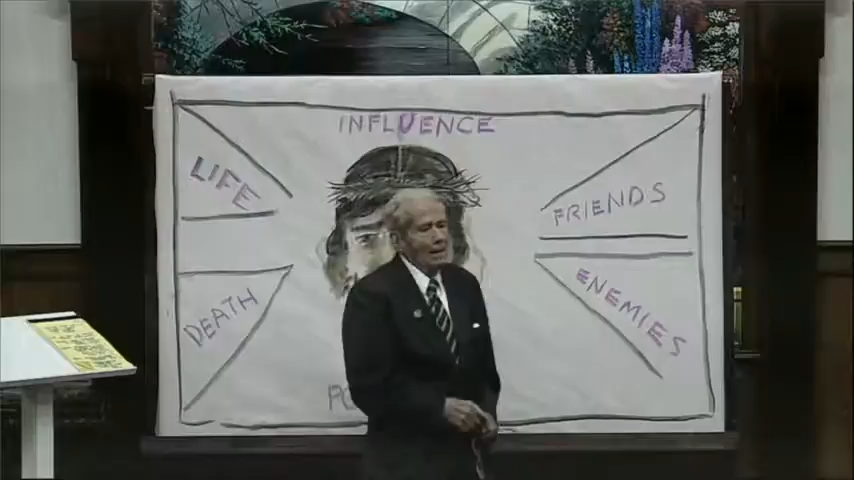 INFLUENCE
LIFE
FRIENDS
DEATH
ENEMIES